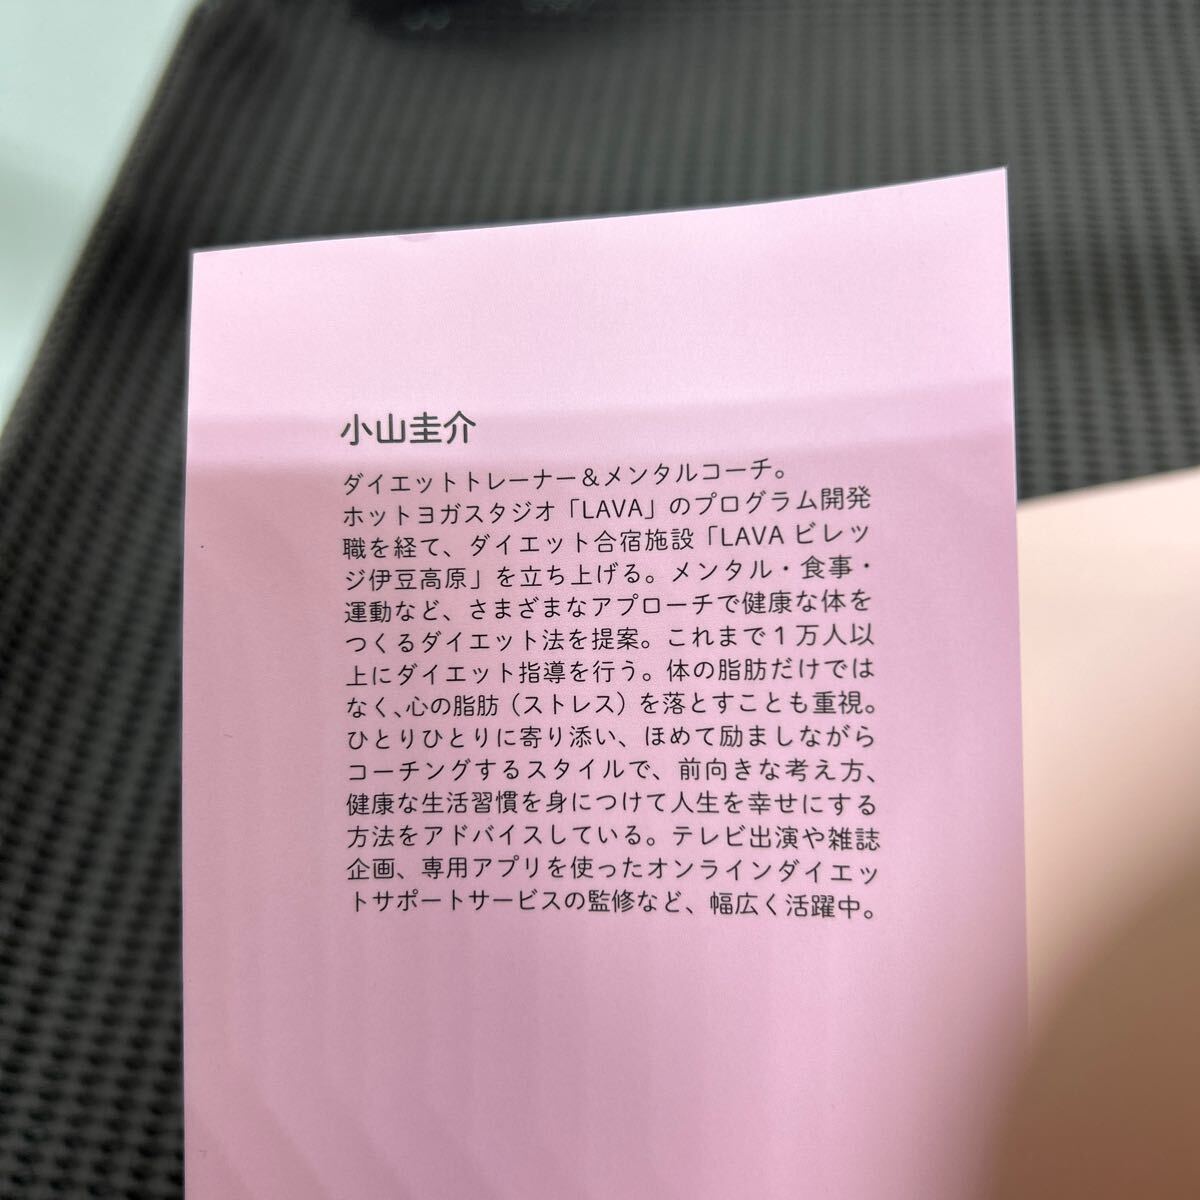 小山圭介
ダイエットトレーナー＆メンタルコーチ。
ホットヨガスタジオ「LAVA」のプログラム開発
職を経て、ダイエット合宿施設「LAVA ビレッ
ジ伊豆高原」を立ち上げる。メンタル・食事・
運動など、さまざまなアプローチで健康な体を
つくるダイエット法を提案。これまで1万人以
上にダイエット指導を行う。体の脂肪だけでは
なく、心の脂肪（ストレス）を落とすことも重視。
ひとりひとりに寄り添い、ほめて励ましながら
コーチングするスタイルで、前向きな考え方、
健康な生活習慣を身につけて人生を幸せにする
方法をアドバイスしている。テレビ出演や雑誌
企画、専用アプリを使ったオンラインダイエッ
トサポートサービスの監修など、幅広く活躍中。